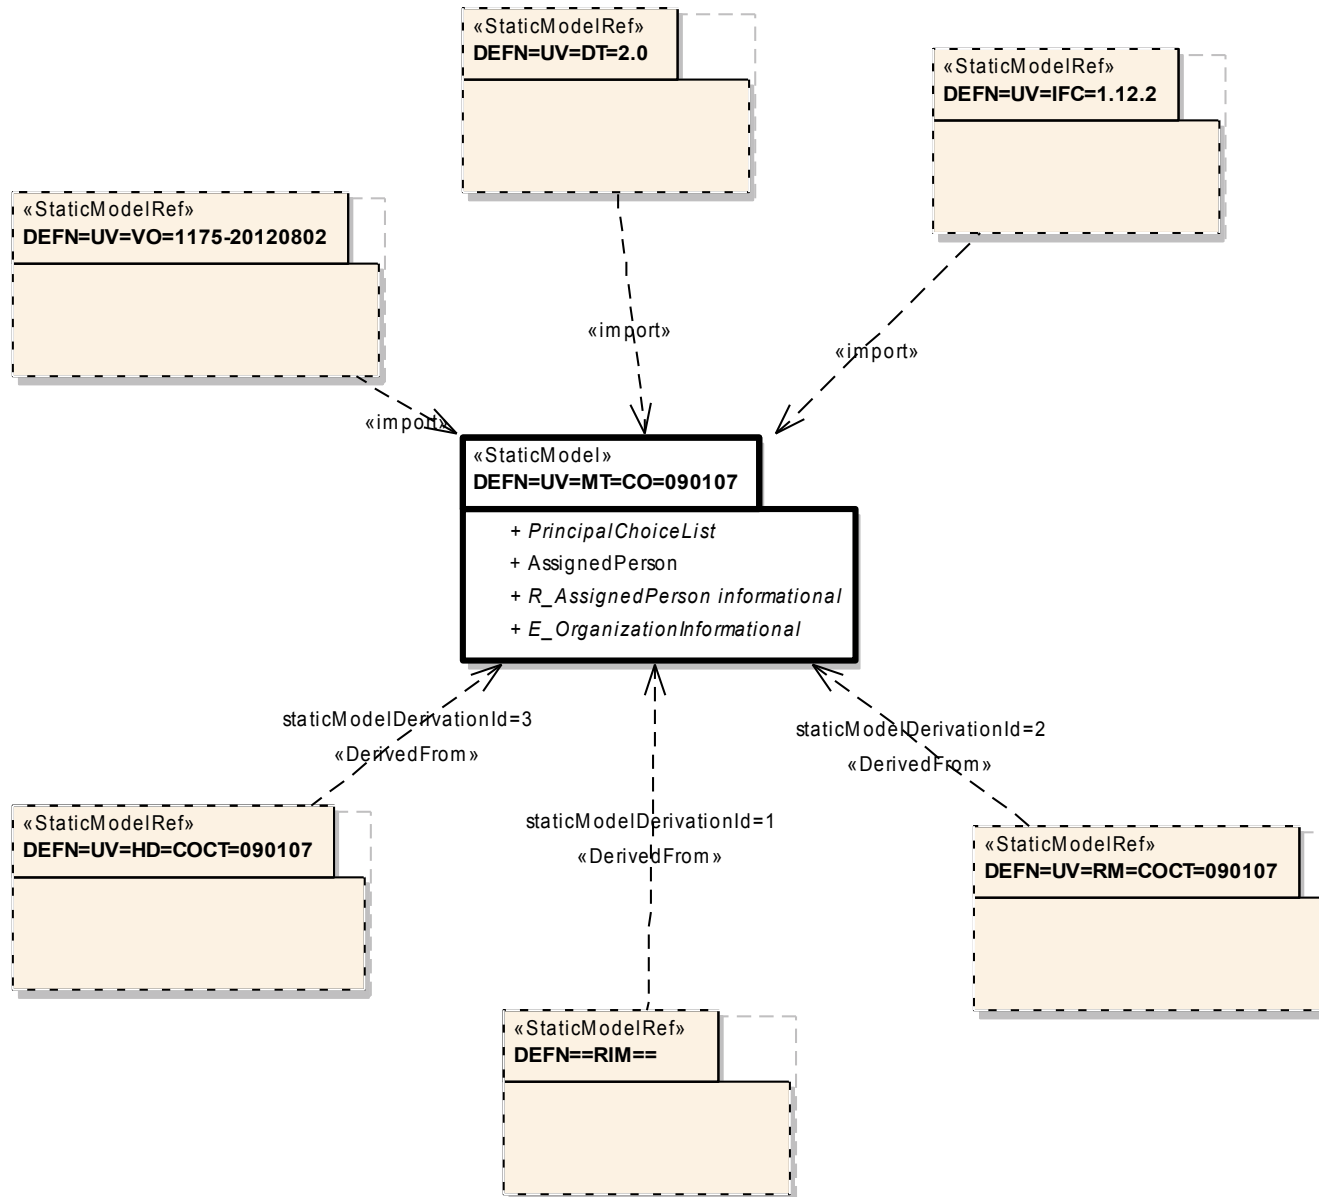 «StaticModelRef»
DEFN=UV=DT=2.0
«StaticModelRef»
DEFN=UV=IFC=1.12.2
«StaticModelRef»
DEFN=UV=VO=1175-20120802
«import»
«import»
«import»
«StaticModel»
DEFN=UV=MT=CO=090107
+ PrincipalChoiceList
+ AssignedPerson
+ R_AssignedPerson informational
+ E_OrganizationInformational
staticModelDerivationId=3
«DerivedFrom»
staticModelDerivationId=2
«DerivedFrom»
staticModelDerivationId=1
«DerivedFrom»
«StaticModelRef»
DEFN=UV=HD=COCT=090107
«StaticModelRef»
DEFN=UV=RM=COCT=090107
«StaticModelRef»
DEFN==RIM==